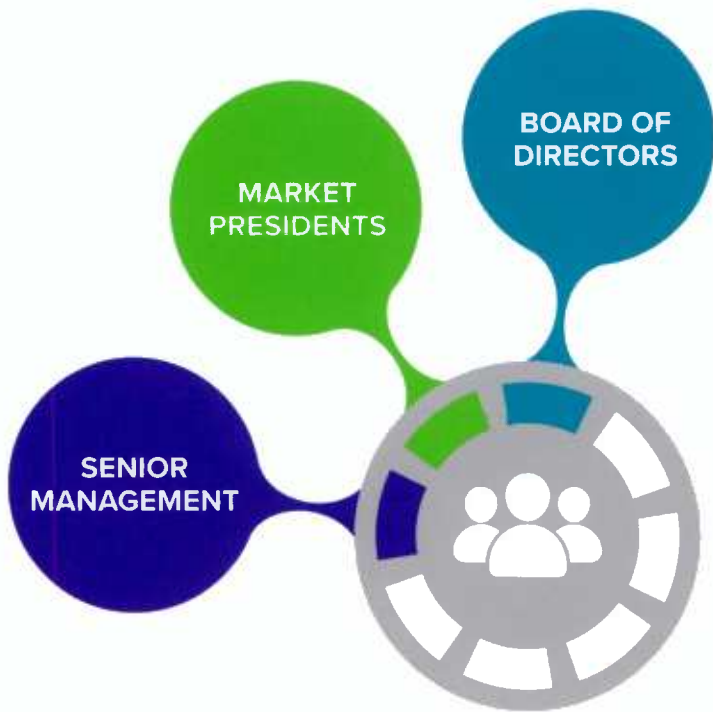 BOARD OF
DIRECTORS
MARKET
PRESIDENTS
SENIOR
MANAGEMENT